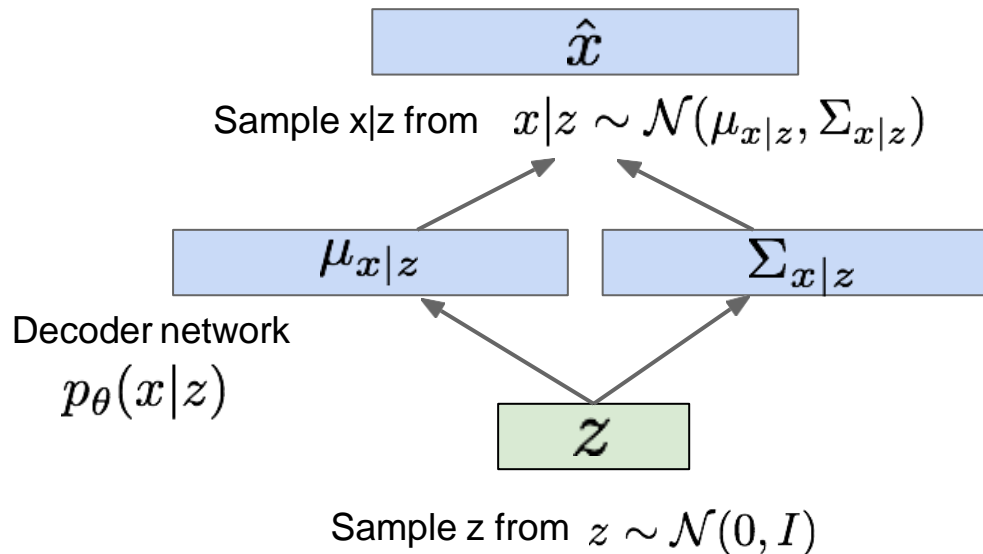 x̂
Sample x|z from x|z ∼ 𝒩(μ_{x|z}, Σ_{x|z})
μ_{x|z} Σ_{x|z}
Decoder network
p_θ(x|z)
z
Sample z from z ∼ 𝒩(0, I)